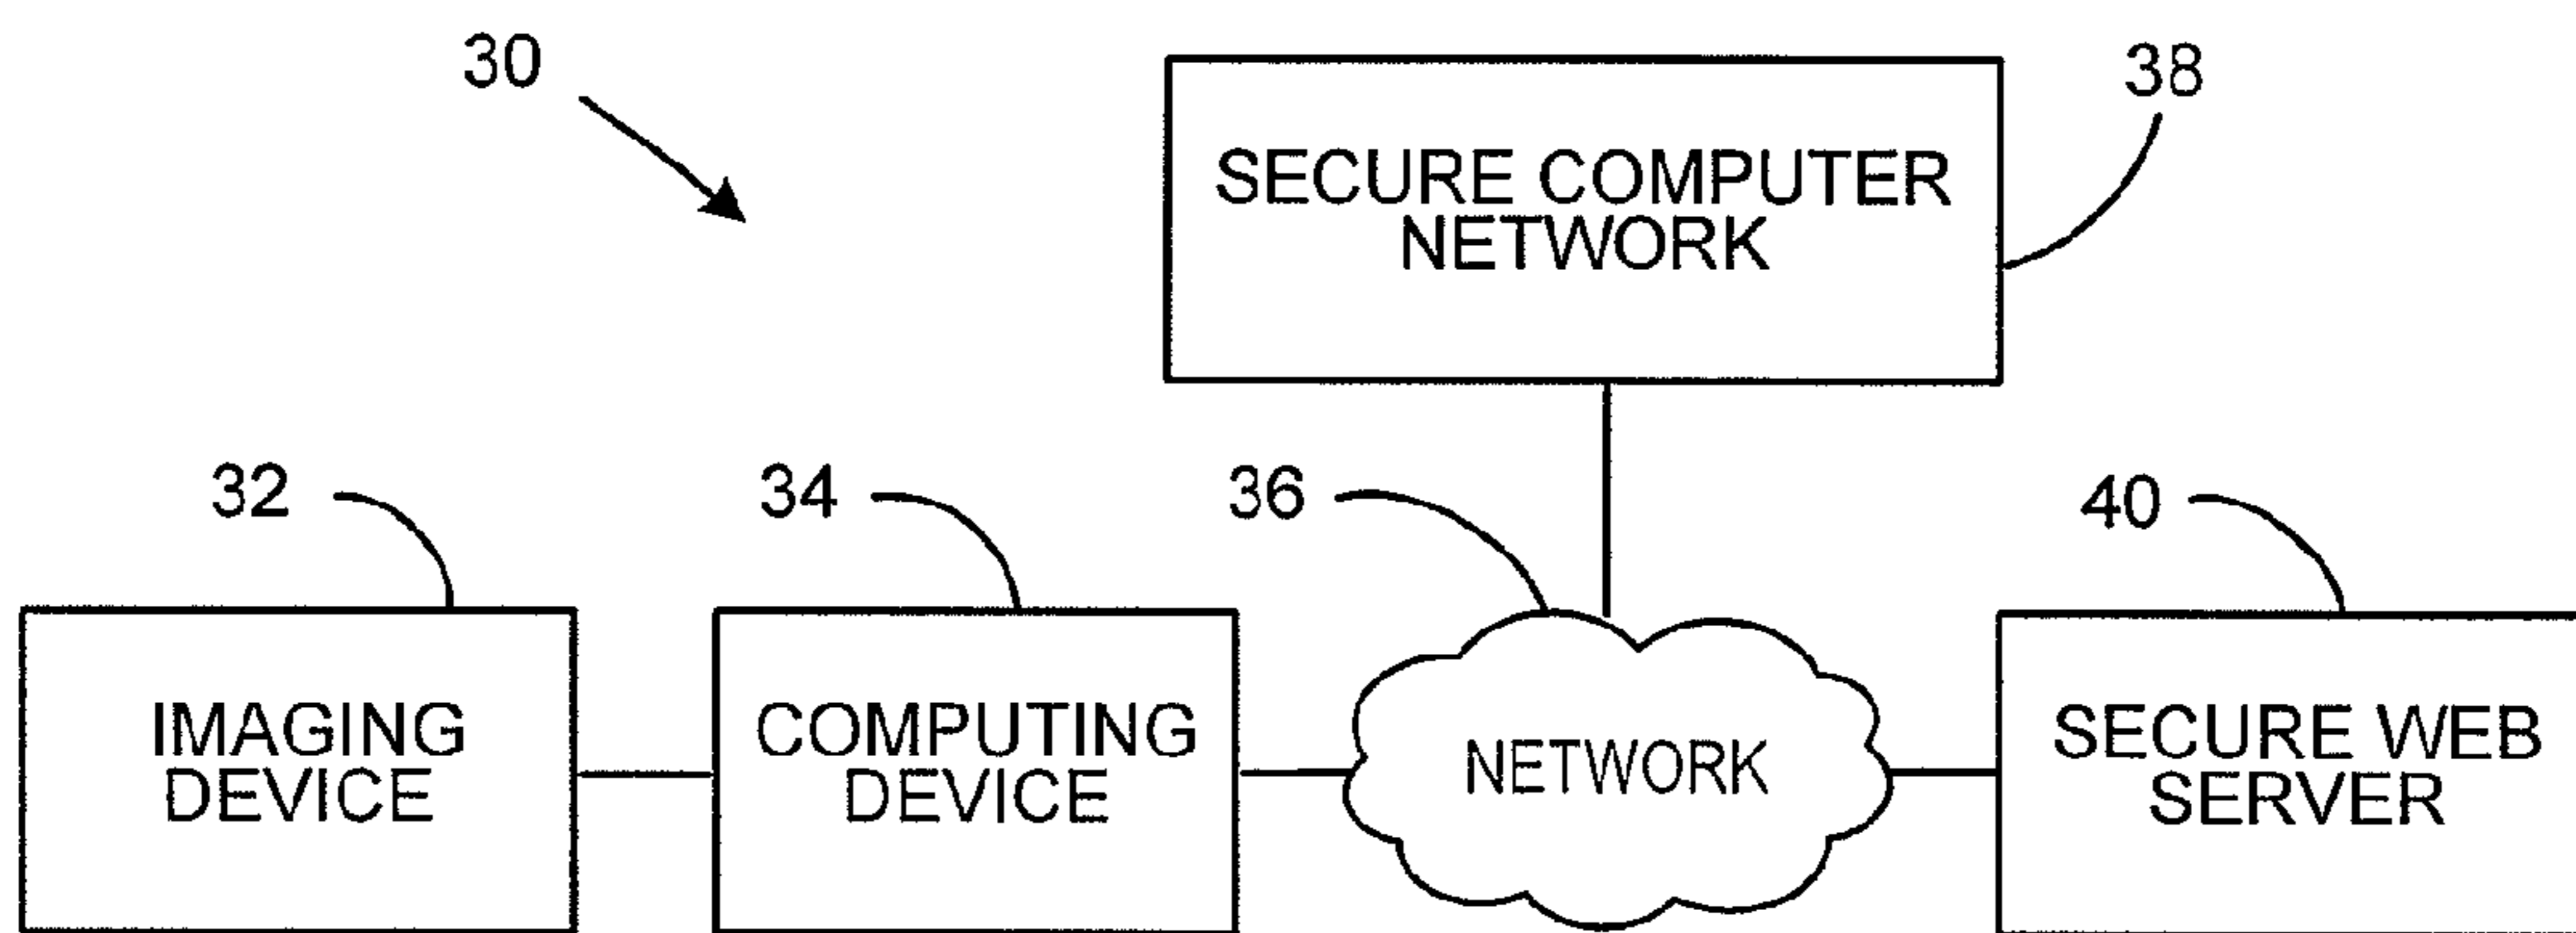 30
38
SECURE COMPUTER
NETWORK
32
34
36
40
IMAGING
DEVICE
COMPUTING
DEVICE
NETWORK
SECURE WEB
SERVER